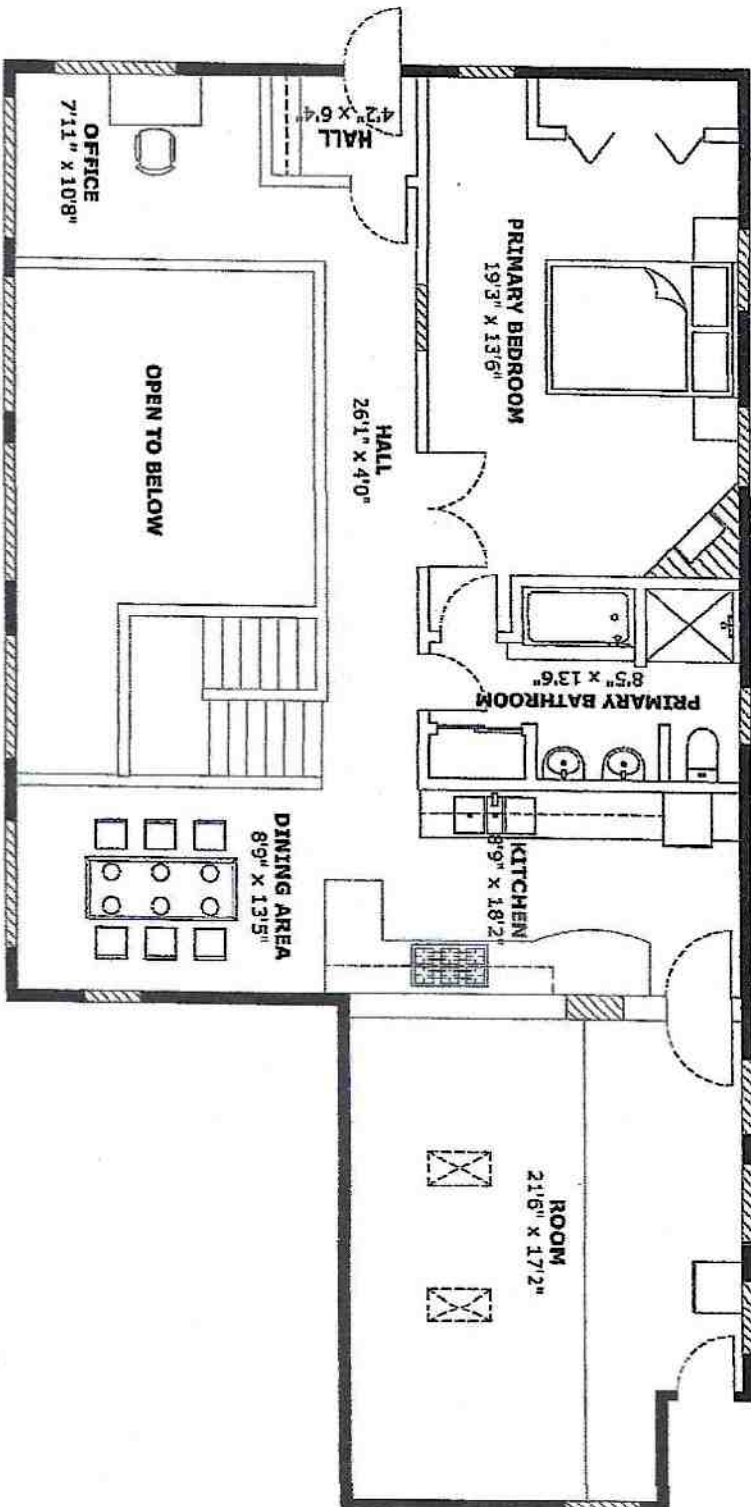 OFFICE
7'11" x 10'8"
HALL
4'2" x 6'4"
PRIMARY BEDROOM
19'3" x 13'6"
HALL
26'1" x 4'0"
OPEN TO BELOW
PRIMARY BATHROOM
8'5" x 13'6"
DINING AREA
8'9" x 13'5"
KITCHEN
8'9" x 18'2"
ROOM
21'6" x 17'2"